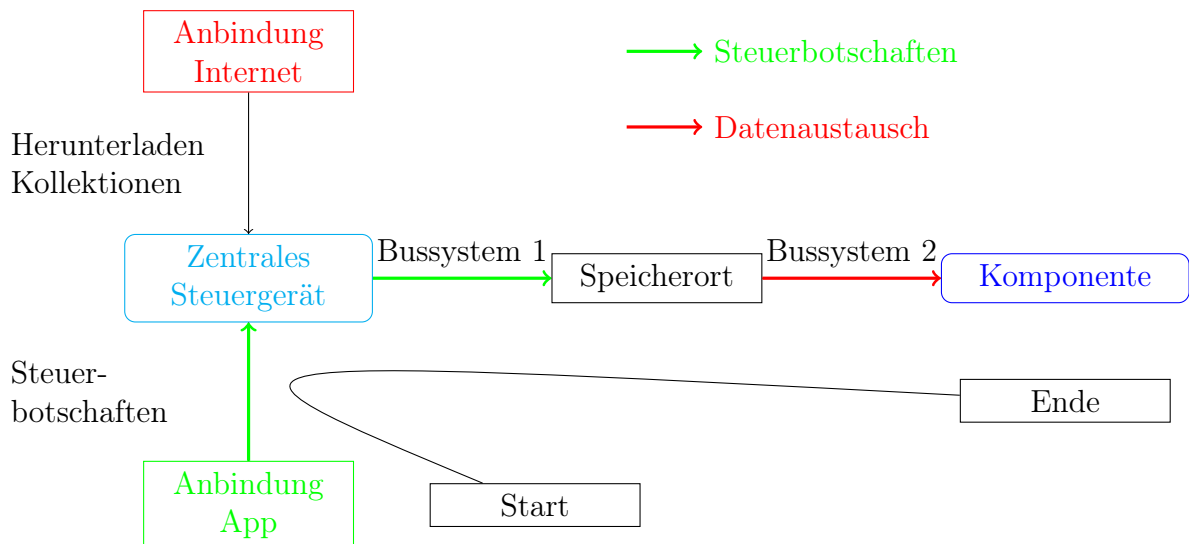 Anbindung
Internet
Steuerbotschaften
Datenaustausch
Herunterladen
Kollektionen
Zentrales
Steuergerät
Bussystem 1
Speicherort
Bussystem 2
Komponente
Steuer-
botschaften
Ende
Anbindung
App
Start